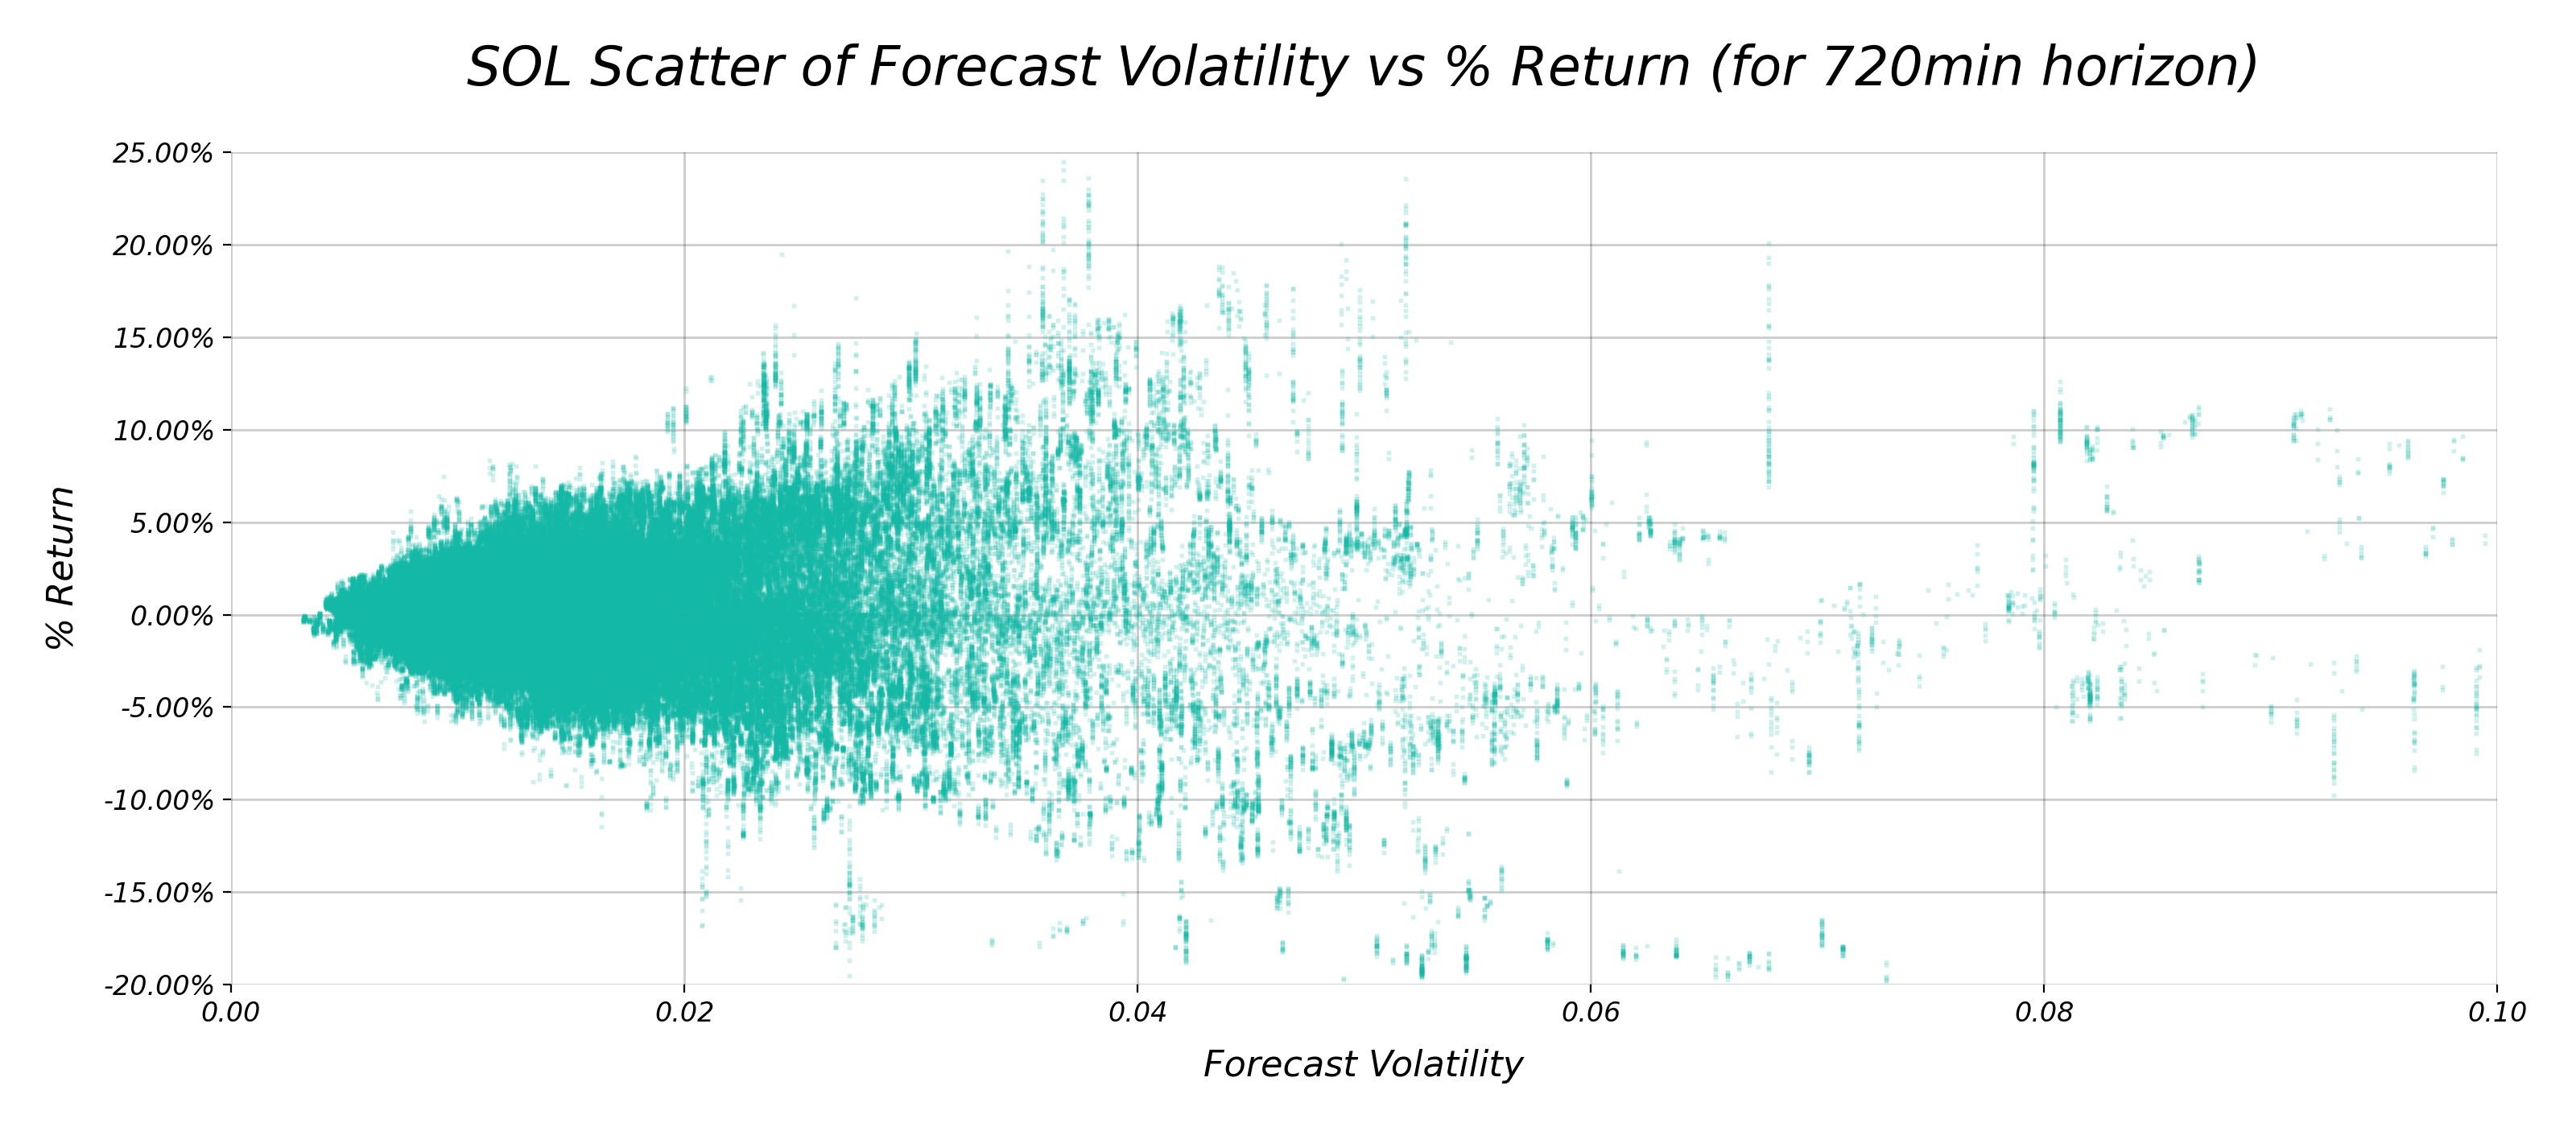 SOL Scatter of Forecast Volatility vs % Return (for 720min horizon)
25.00%
20.00%
15.00%
10.00%
5.00%
0.00%
-5.00%
-10.00%
-15.00%
-20.00%
% Return
0.00 0.02 0.04 0.06 0.08 0.10
Forecast Volatility